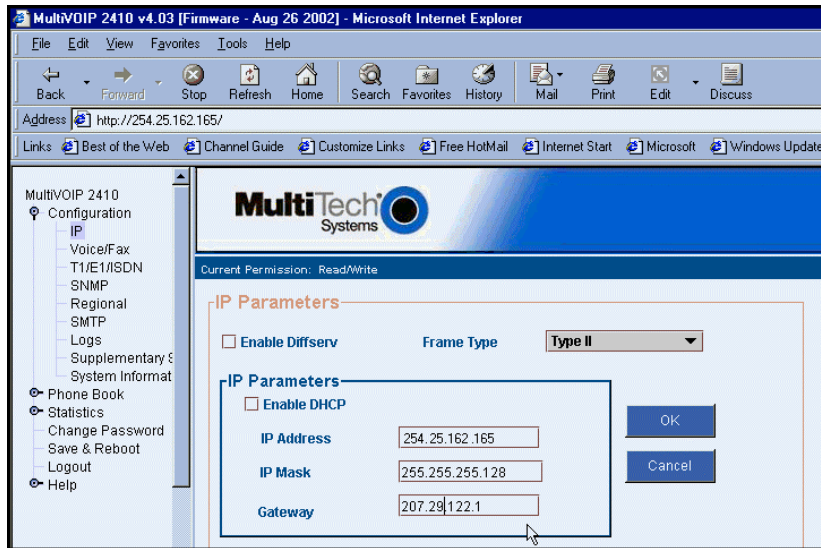 MultiVOIP 2410 v4.03 [Firmware - Aug 26 2002] - Microsoft Internet Explorer
File Edit View Favorites Tools Help
Back Forward Stop Refresh Home Search Favorites History Mail Print Edit Discuss
Address http://254.25.162.165/
Links Best of the Web Channel Guide Customize Links Free HotMail Internet Start Microsoft Windows Update
MultiVOIP 2410
Configuration
IP
Voice/Fax
T1/E1/ISDN
SNMP
Regional
SMTP
Logs
Supplementary S
System Informat
Phone Book
Statistics
Change Password
Save & Reboot
Logout
Help
MultiTech
Systems
Current Permission: Read/Write
IP Parameters
Enable Diffserv Frame Type Type II
IP Parameters
Enable DHCP
IP Address 254.25.162.165
IP Mask 255.255.255.128
Gateway 207.29.122.1
OK
Cancel